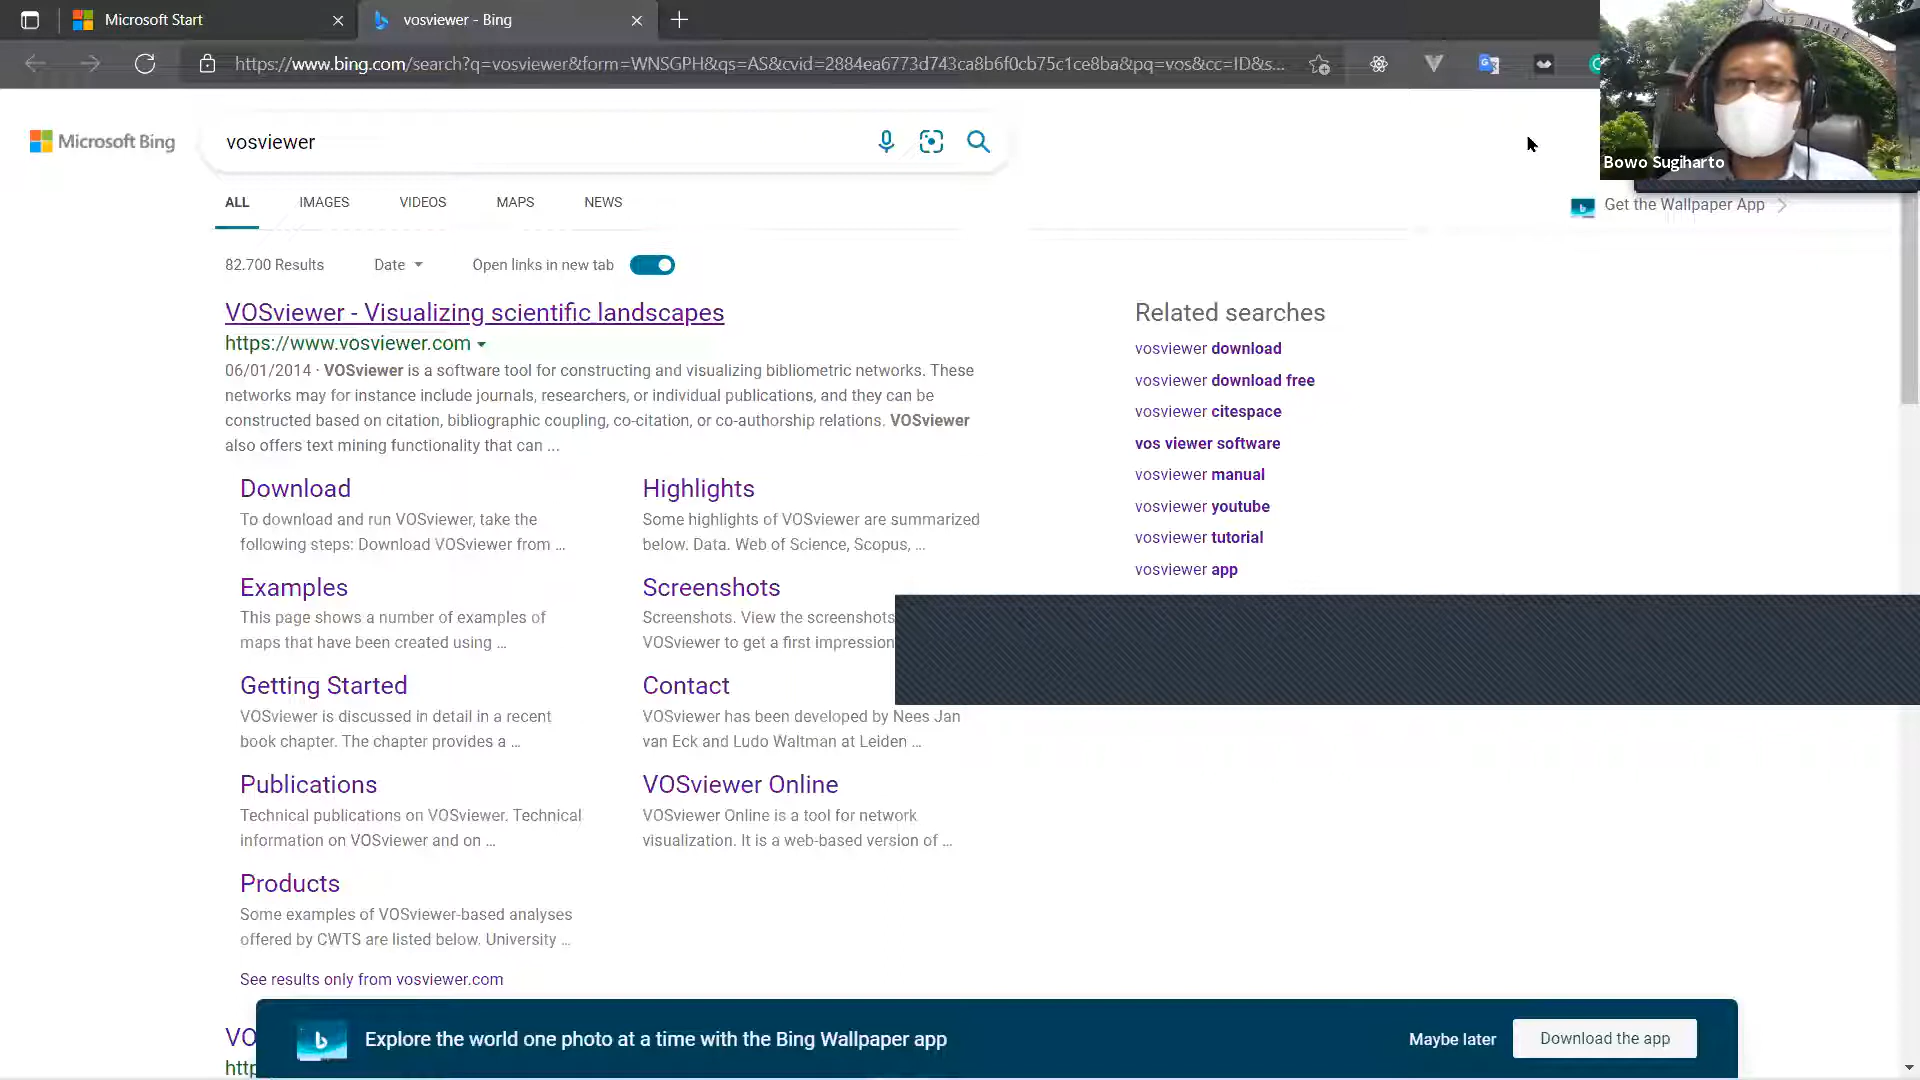 Microsoft Start
vosviewer - Bing
https://www.bing.com/search?q=vosviewer&form=WNSGPH&qs=AS&cvid=2884ea6773d743ca8b6f0cb75c1ce8ba&pq=vos&cc=ID&s...
Bowo Sugiharto
Microsoft Bing
vosviewer
ALL
IMAGES
VIDEOS
MAPS
NEWS
Get the Wallpaper App
82.700 Results
Date
Open links in new tab
VOSviewer - Visualizing scientific landscapes
https://www.vosviewer.com
06/01/2014 · VOSviewer is a software tool for constructing and visualizing bibliometric networks. These
networks may for instance include journals, researchers, or individual publications, and they can be
constructed based on citation, bibliographic coupling, co-citation, or co-authorship relations. VOSviewer
also offers text mining functionality that can ...
Download
To download and run VOSviewer, take the
following steps: Download VOSviewer from ...
Highlights
Some highlights of VOSviewer are summarized
below. Data. Web of Science, Scopus, ...
Examples
This page shows a number of examples of
maps that have been created using ...
Screenshots
Screenshots. View the screenshots
VOSviewer to get a first impression
Getting Started
VOSviewer is discussed in detail in a recent
book chapter. The chapter provides a ...
Contact
VOSviewer has been developed by Nees Jan
van Eck and Ludo Waltman at Leiden ...
Publications
Technical publications on VOSviewer. Technical
information on VOSviewer and on ...
VOSviewer Online
VOSviewer Online is a tool for network
visualization. It is a web-based version of ...
Products
Some examples of VOSviewer-based analyses
offered by CWTS are listed below. University ...
See results only from vosviewer.com
Related searches
vosviewer download
vosviewer download free
vosviewer citespace
vos viewer software
vosviewer manual
vosviewer youtube
vosviewer tutorial
vosviewer app
VO
http
Explore the world one photo at a time with the Bing Wallpaper app
Maybe later
Download the app